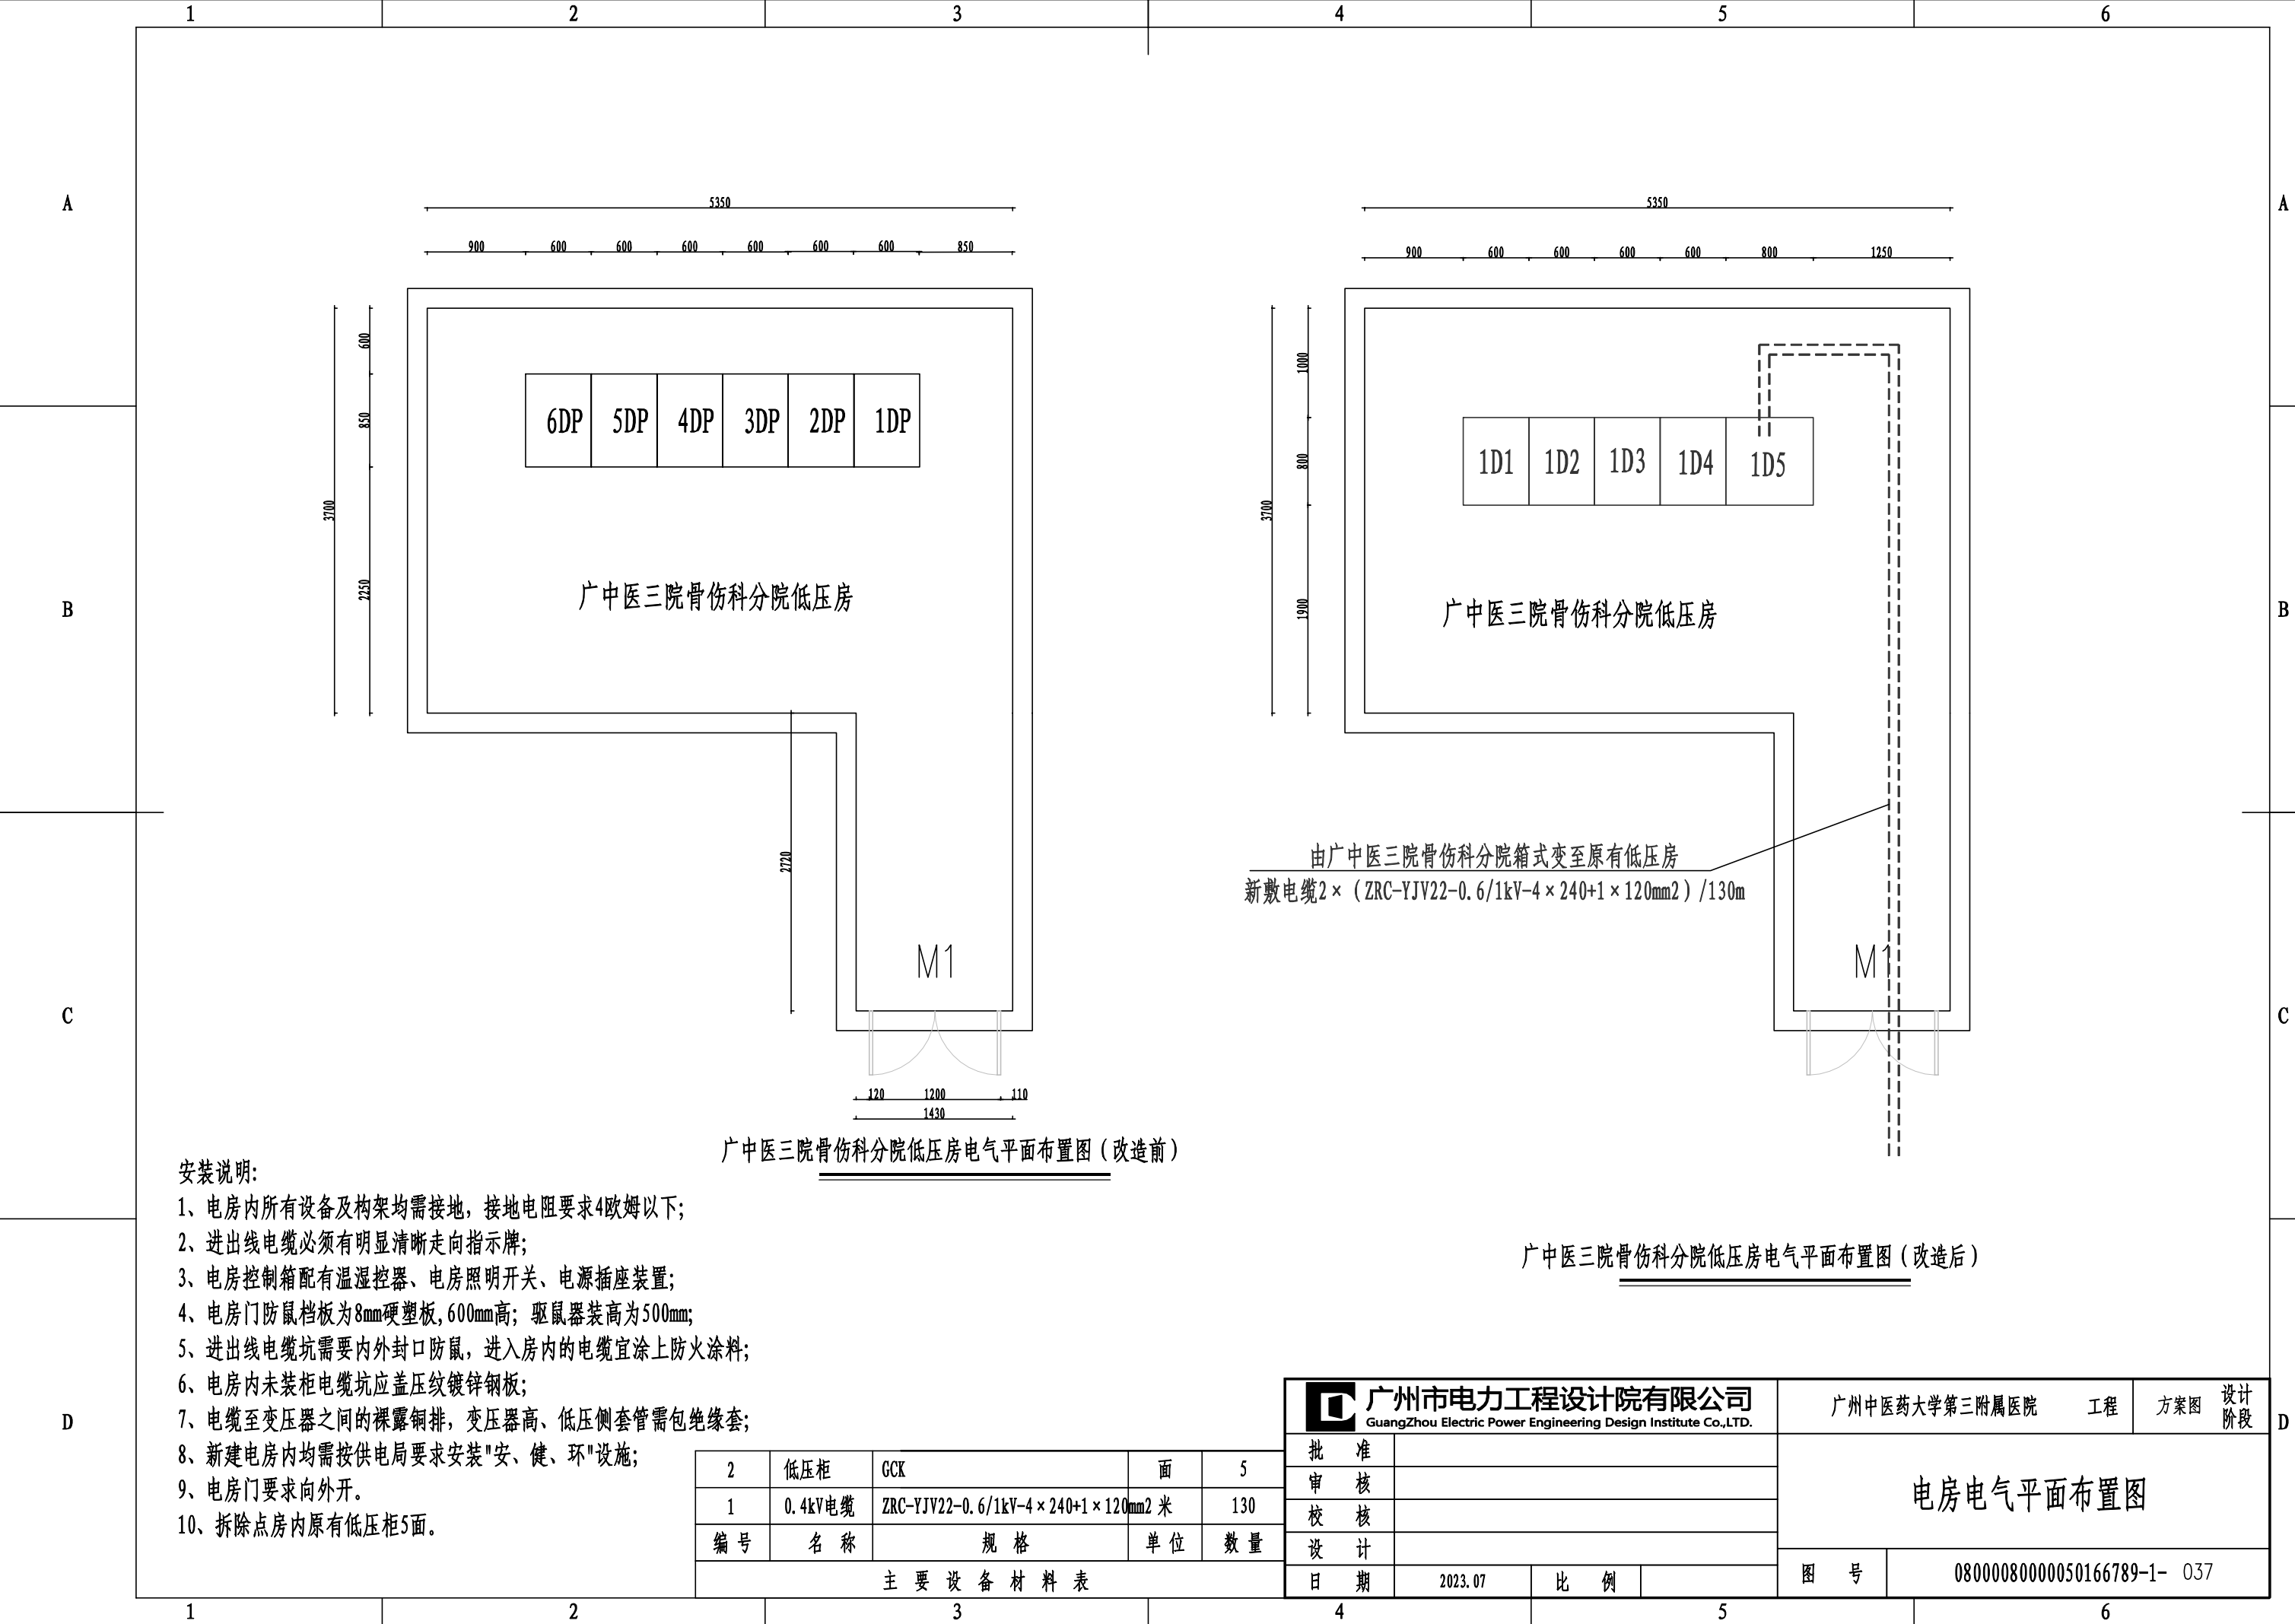 1 2 3 4 5 6
A A
5350
900 600 600 600 600 600 600 850
600
850
2250
3700
6DP 5DP 4DP 3DP 2DP 1DP
广中医三院骨伤科分院低压房
2720
M1
120 1200 110
1430
广中医三院骨伤科分院低压房电气平面布置图(改造前)
5350
900 600 600 600 600 800 1250
1000
800
1900
3700
1D1 1D2 1D3 1D4 1D5
广中医三院骨伤科分院低压房
由广中医三院骨伤科分院箱式变至原有低压房
新敷电缆2×(ZRC-YJV22-0.6/1kV-4×240+1×120mm2)/130m
M1
广中医三院骨伤科分院低压房电气平面布置图(改造后)
B B
C C
D D
安装说明:
1、电房内所有设备及构架均需接地，接地电阻要求4欧姆以下;
2、进出线电缆必须有明显清晰走向指示牌;
3、电房控制箱配有温湿控器、电房照明开关、电源插座装置;
4、电房门防鼠档板为8mm硬塑板,600mm高; 驱鼠器装高为500mm;
5、进出线电缆坑需要内外封口防鼠，进入房内的电缆宜涂上防火涂料;
6、电房内未装柜电缆坑应盖压纹镀锌钢板;
7、电缆至变压器之间的裸露铜排，变压器高、低压侧套管需包绝缘套;
8、新建电房内均需按供电局要求安装"安、健、环"设施;
9、电房门要求向外开。
10、拆除点房内原有低压柜5面。
2 低压柜 GCK 面 5
1 0.4kV电缆 ZRC-YJV22-0.6/1kV-4×240+1×120mm2 米 130
编号 名称 规格 单位 数量
主要设备材料表
广州市电力工程设计院有限公司
GuangZhou Electric Power Engineering Design Institute Co.,LTD.
广州中医药大学第三附属医院 工程 方案图 设计阶段
批准
审核
校核
设计
日期 2023.07 比例
电房电气平面布置图
图号 08000080000050166789-1- 037
1 2 3 4 5 6